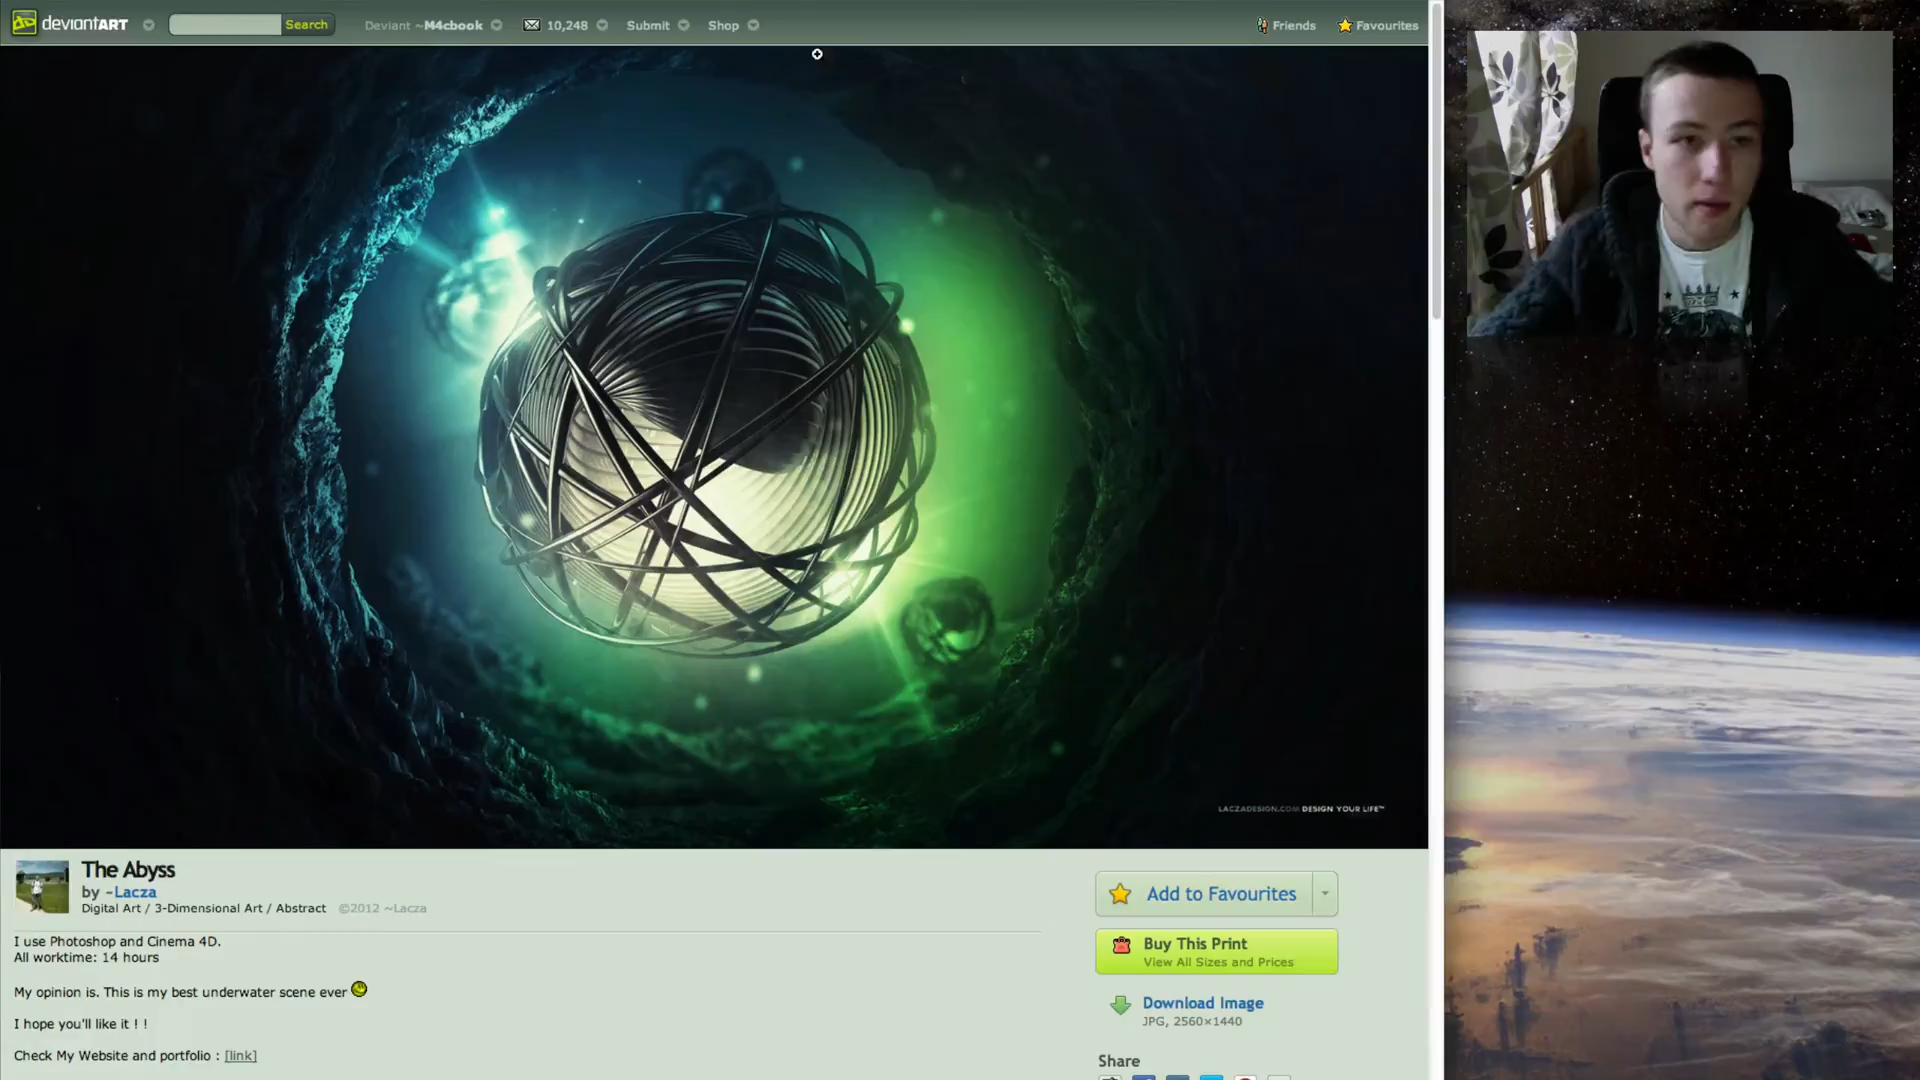 deviantART
Search
Deviant ~M4cbook
10,248
Submit
Shop
Friends
Favourites
LACZADESIGN.COM DESIGN YOUR LIFE™
The Abyss
by ~Lacza
Digital Art / 3-Dimensional Art / Abstract ©2012 ~Lacza
I use Photoshop and Cinema 4D.
All worktime: 14 hours
My opinion is. This is my best underwater scene ever
I hope you'll like it ! !
Check My Website and portfolio : [link]
Add to Favourites
Buy This Print
View All Sizes and Prices
Download Image
JPG, 2560×1440
Share